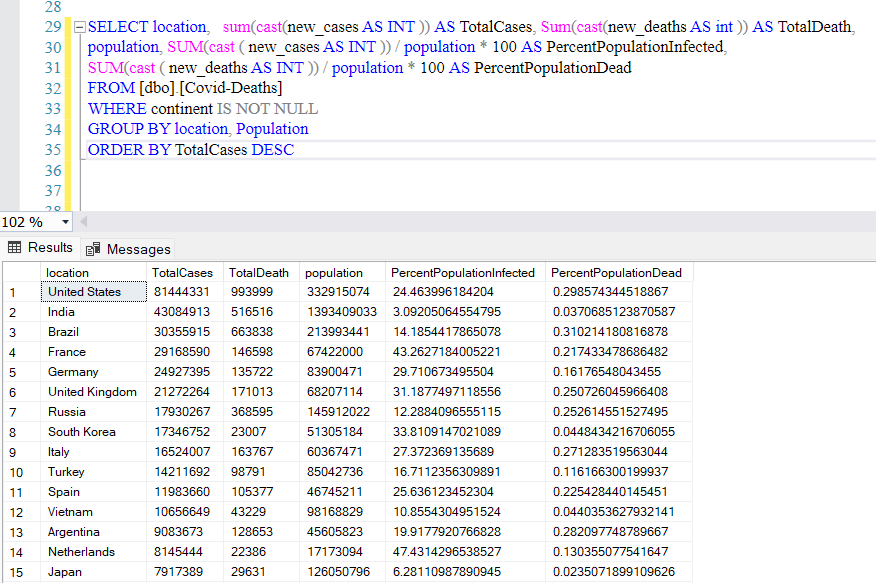 28
29 SELECT location, sum(cast(new_cases AS INT )) AS TotalCases, Sum(cast(new_deaths AS int )) AS TotalDeath,
30 population, SUM(cast ( new_cases AS INT )) / population * 100 AS PercentPopulationInfected,
31 SUM(cast ( new_deaths AS INT )) / population * 100 AS PercentPopulationDead
32 FROM [dbo].[Covid-Deaths]
33 WHERE continent IS NOT NULL
34 GROUP BY location, Population
35 ORDER BY TotalCases DESC
36
37
38
102 %
Results Messages
location TotalCases TotalDeath population PercentPopulationInfected PercentPopulationDead
1 United States 81444331 993999 332915074 24.463996184204 0.298574344518867
2 India 43084913 516516 1393409033 3.09205064554795 0.0370685123870587
3 Brazil 30355915 663838 213993441 14.1854417865078 0.310214180816878
4 France 29168590 146598 67422000 43.2627184005221 0.217433478686482
5 Germany 24927395 135722 83900471 29.710673495504 0.16176548043455
6 United Kingdom 21272264 171013 68207114 31.1877497118556 0.250726045966408
7 Russia 17930267 368595 145912022 12.2884096555115 0.252614551527495
8 South Korea 17346752 23007 51305184 33.8109147021089 0.0448434216706055
9 Italy 16524007 163767 60367471 27.372369135689 0.271283519563044
10 Turkey 14211692 98791 85042736 16.7112356309891 0.116166300199937
11 Spain 11983660 105377 46745211 25.636123452304 0.225428440145451
12 Vietnam 10656649 43229 98168829 10.8554304951524 0.0440353627932141
13 Argentina 9083673 128653 45605823 19.9177920766828 0.282097748789667
14 Netherlands 8145444 22386 17173094 47.4314296538527 0.130355077541647
15 Japan 7917389 29631 126050796 6.28110987890945 0.0235071899109626